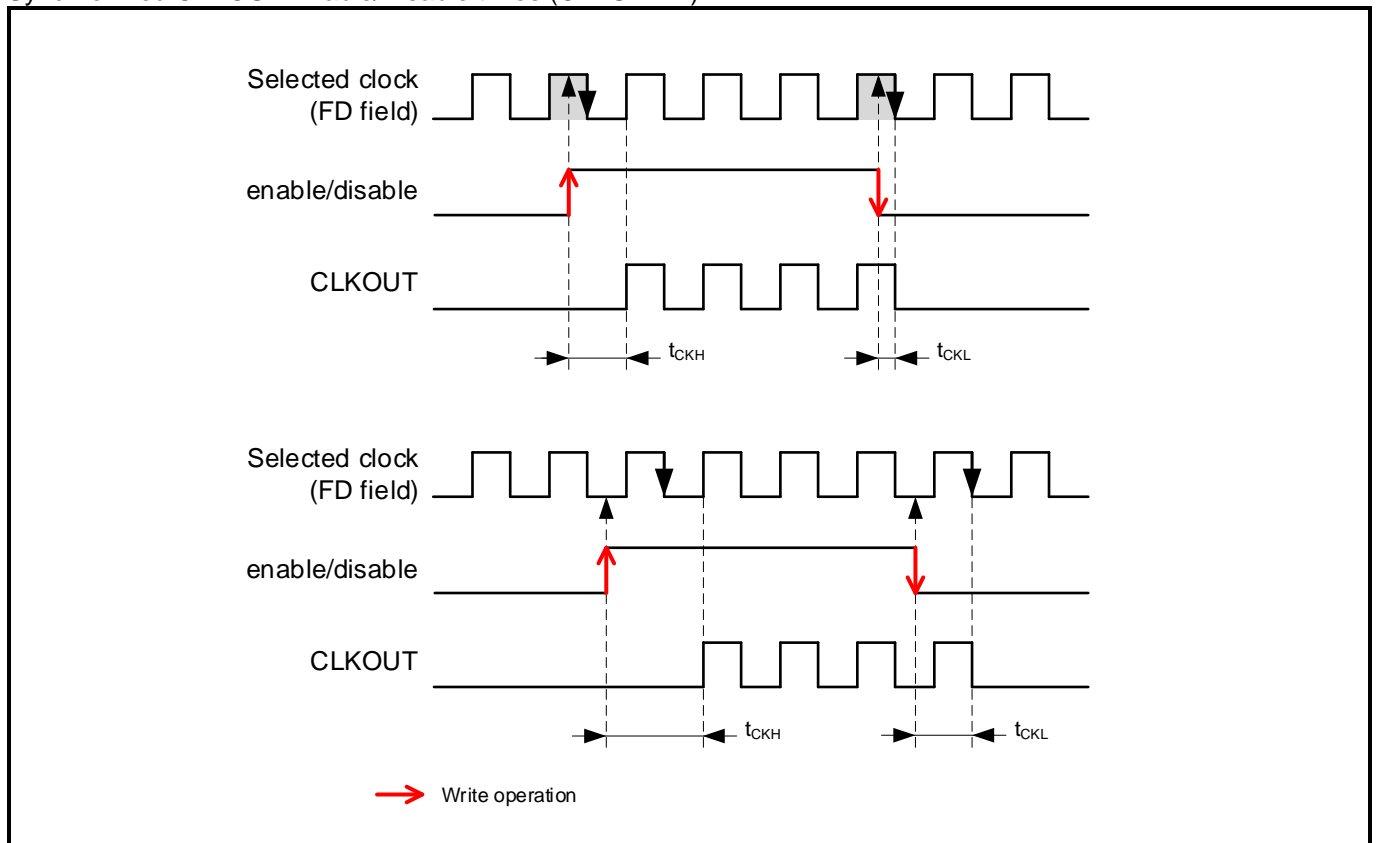 Selected clock
(FD field)
enable/disable
CLKOUT
tCKH
tCKL
Selected clock
(FD field)
enable/disable
CLKOUT
tCKH
tCKL
Write operation